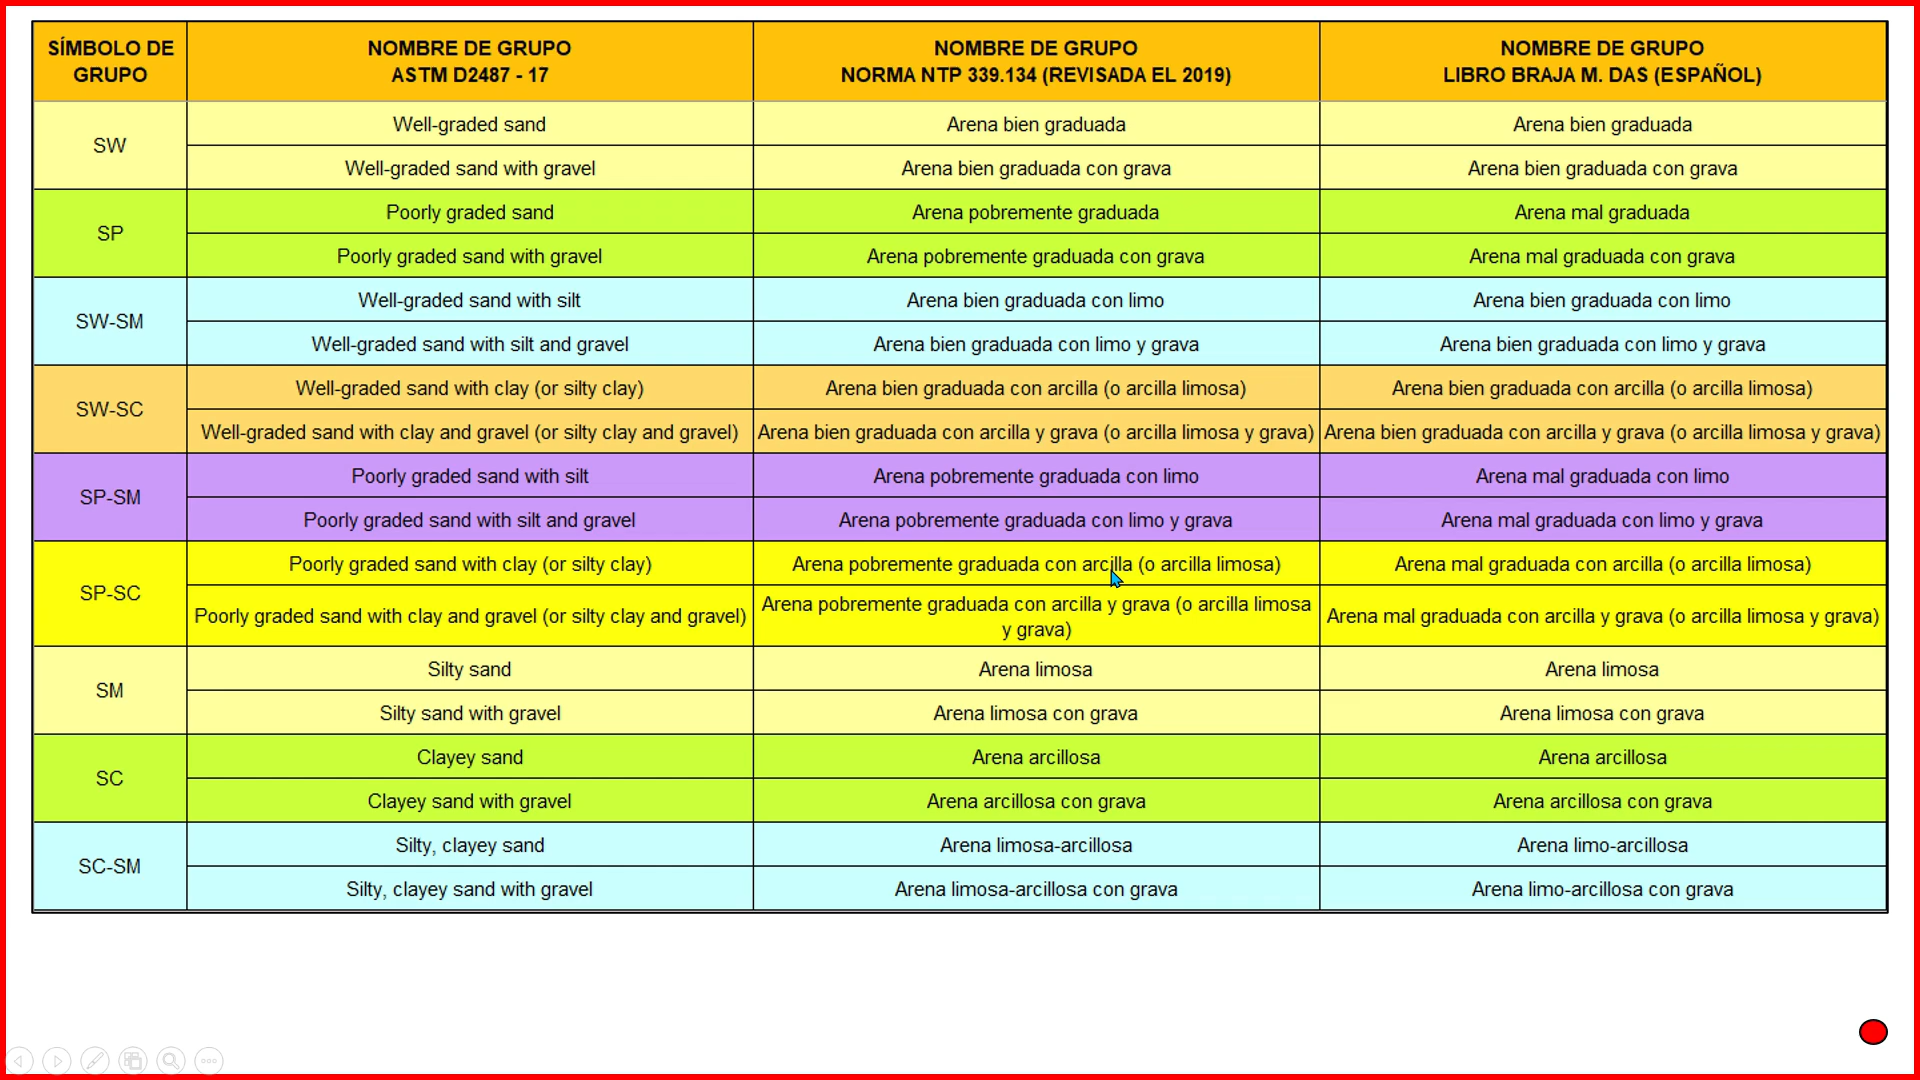 SÍMBOLO DE
GRUPO
NOMBRE DE GRUPO
ASTM D2487 - 17
NOMBRE DE GRUPO
NORMA NTP 339.134 (REVISADA EL 2019)
NOMBRE DE GRUPO
LIBRO BRAJA M. DAS (ESPAÑOL)
SW
Well-graded sand
Arena bien graduada
Arena bien graduada
Well-graded sand with gravel
Arena bien graduada con grava
Arena bien graduada con grava
SP
Poorly graded sand
Arena pobremente graduada
Arena mal graduada
Poorly graded sand with gravel
Arena pobremente graduada con grava
Arena mal graduada con grava
SW-SM
Well-graded sand with silt
Arena bien graduada con limo
Arena bien graduada con limo
Well-graded sand with silt and gravel
Arena bien graduada con limo y grava
Arena bien graduada con limo y grava
SW-SC
Well-graded sand with clay (or silty clay)
Arena bien graduada con arcilla (o arcilla limosa)
Arena bien graduada con arcilla (o arcilla limosa)
Well-graded sand with clay and gravel (or silty clay and gravel)
Arena bien graduada con arcilla y grava (o arcilla limosa y grava)
Arena bien graduada con arcilla y grava (o arcilla limosa y grava)
SP-SM
Poorly graded sand with silt
Arena pobremente graduada con limo
Arena mal graduada con limo
Poorly graded sand with silt and gravel
Arena pobremente graduada con limo y grava
Arena mal graduada con limo y grava
SP-SC
Poorly graded sand with clay (or silty clay)
Arena pobremente graduada con arcilla (o arcilla limosa)
Arena mal graduada con arcilla (o arcilla limosa)
Poorly graded sand with clay and gravel (or silty clay and gravel)
Arena pobremente graduada con arcilla y grava (o arcilla limosa
y grava)
Arena mal graduada con arcilla y grava (o arcilla limosa y grava)
SM
Silty sand
Arena limosa
Arena limosa
Silty sand with gravel
Arena limosa con grava
Arena limosa con grava
SC
Clayey sand
Arena arcillosa
Arena arcillosa
Clayey sand with gravel
Arena arcillosa con grava
Arena arcillosa con grava
SC-SM
Silty, clayey sand
Arena limosa-arcillosa
Arena limo-arcillosa
Silty, clayey sand with gravel
Arena limosa-arcillosa con grava
Arena limo-arcillosa con grava